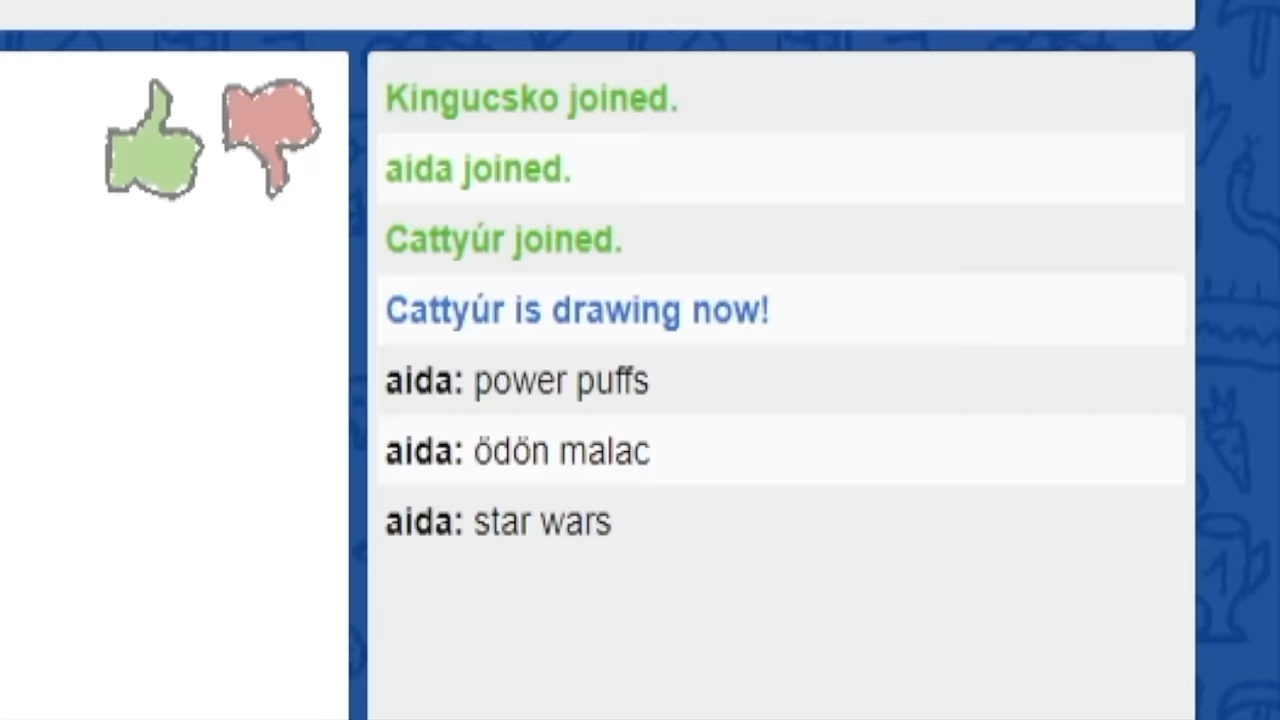 Kingucsko joined.
aida joined.
Cattyúr joined.
Cattyúr is drawing now!
aida: power puffs
aida: ödön malac
aida: star wars